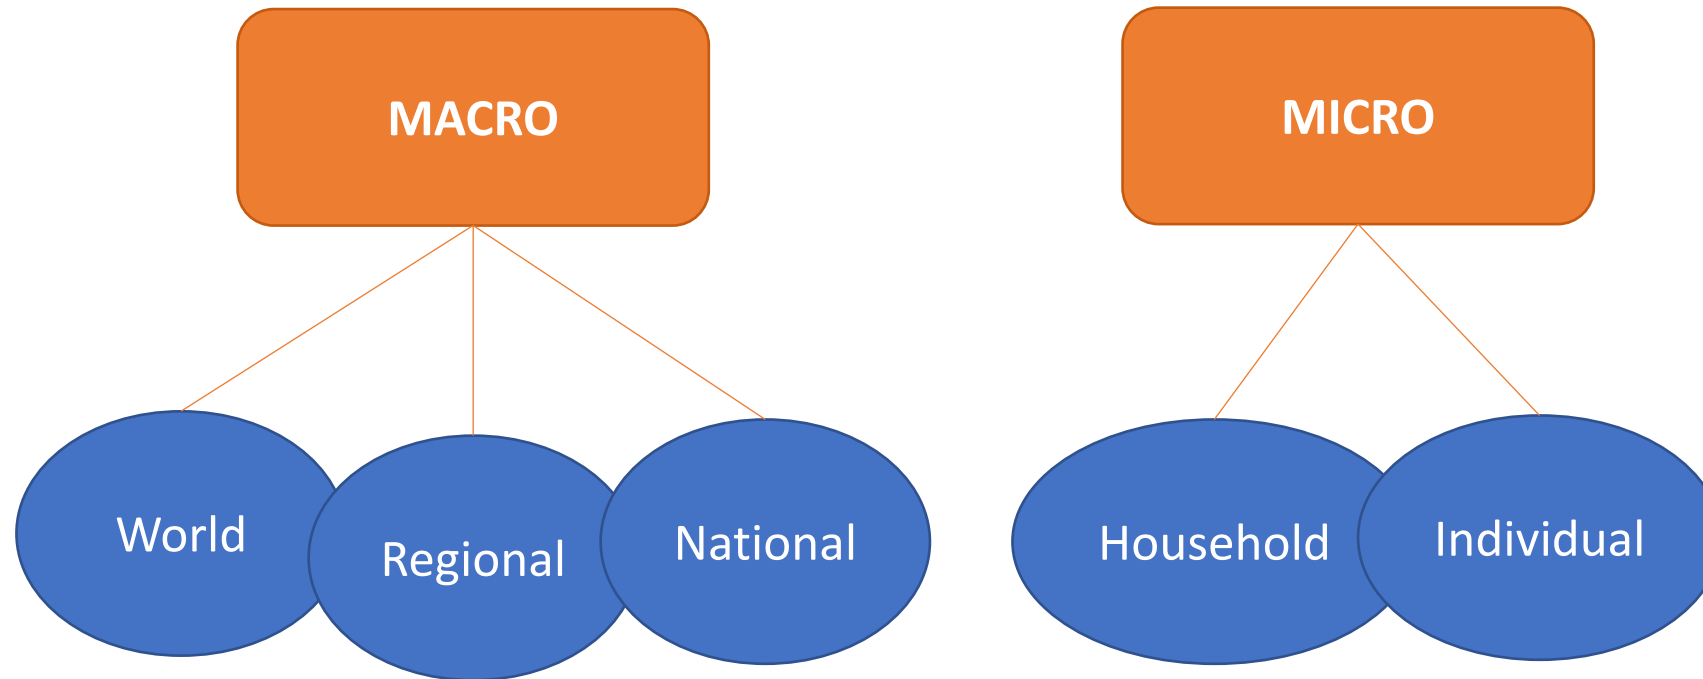 MACRO
MICRO
World
Regional
National
Household
Individual